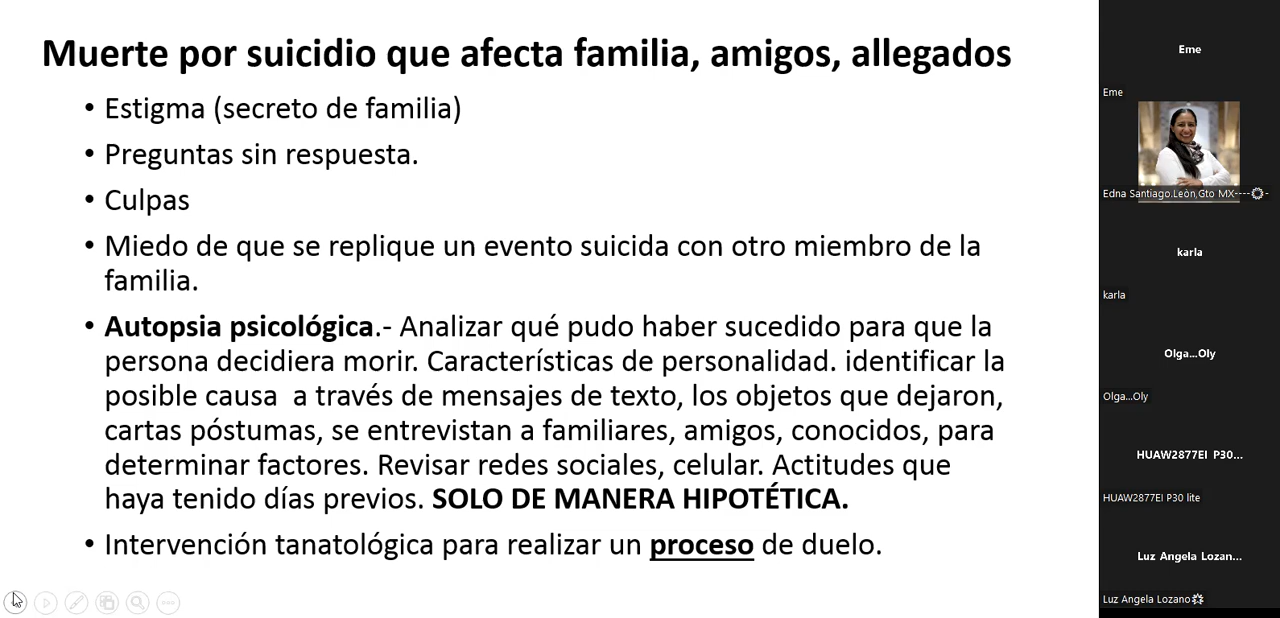 Muerte por suicidio que afecta familia, amigos, allegados
• Estigma (secreto de familia)
• Preguntas sin respuesta.
• Culpas
• Miedo de que se replique un evento suicida con otro miembro de la
familia.
• Autopsia psicológica.- Analizar qué pudo haber sucedido para que la
persona decidiera morir. Características de personalidad. identificar la
posible causa  a través de mensajes de texto, los objetos que dejaron,
cartas póstumas, se entrevistan a familiares, amigos, conocidos, para
determinar factores. Revisar redes sociales, celular. Actitudes que
haya tenido días previos. SOLO DE MANERA HIPOTÉTICA.
• Intervención tanatológica para realizar un proceso de duelo.
Eme
Eme
Edna Santiago.León,Gto MX----
karla
karla
Olga...Oly
Olga...Oly
HUAW2877EI P30...
HUAW2877EI P30 lite
Luz Angela Lozan...
Luz Angela Lozano